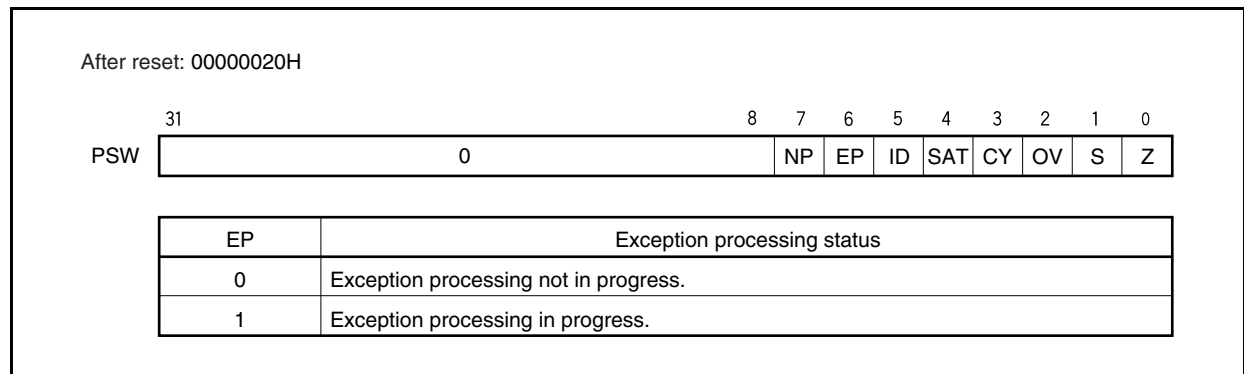 After reset: 00000020H
31 8 7 6 5 4 3 2 1 0
PSW 0 NP EP ID SAT CY OV S Z
EP Exception processing status
0 Exception processing not in progress.
1 Exception processing in progress.